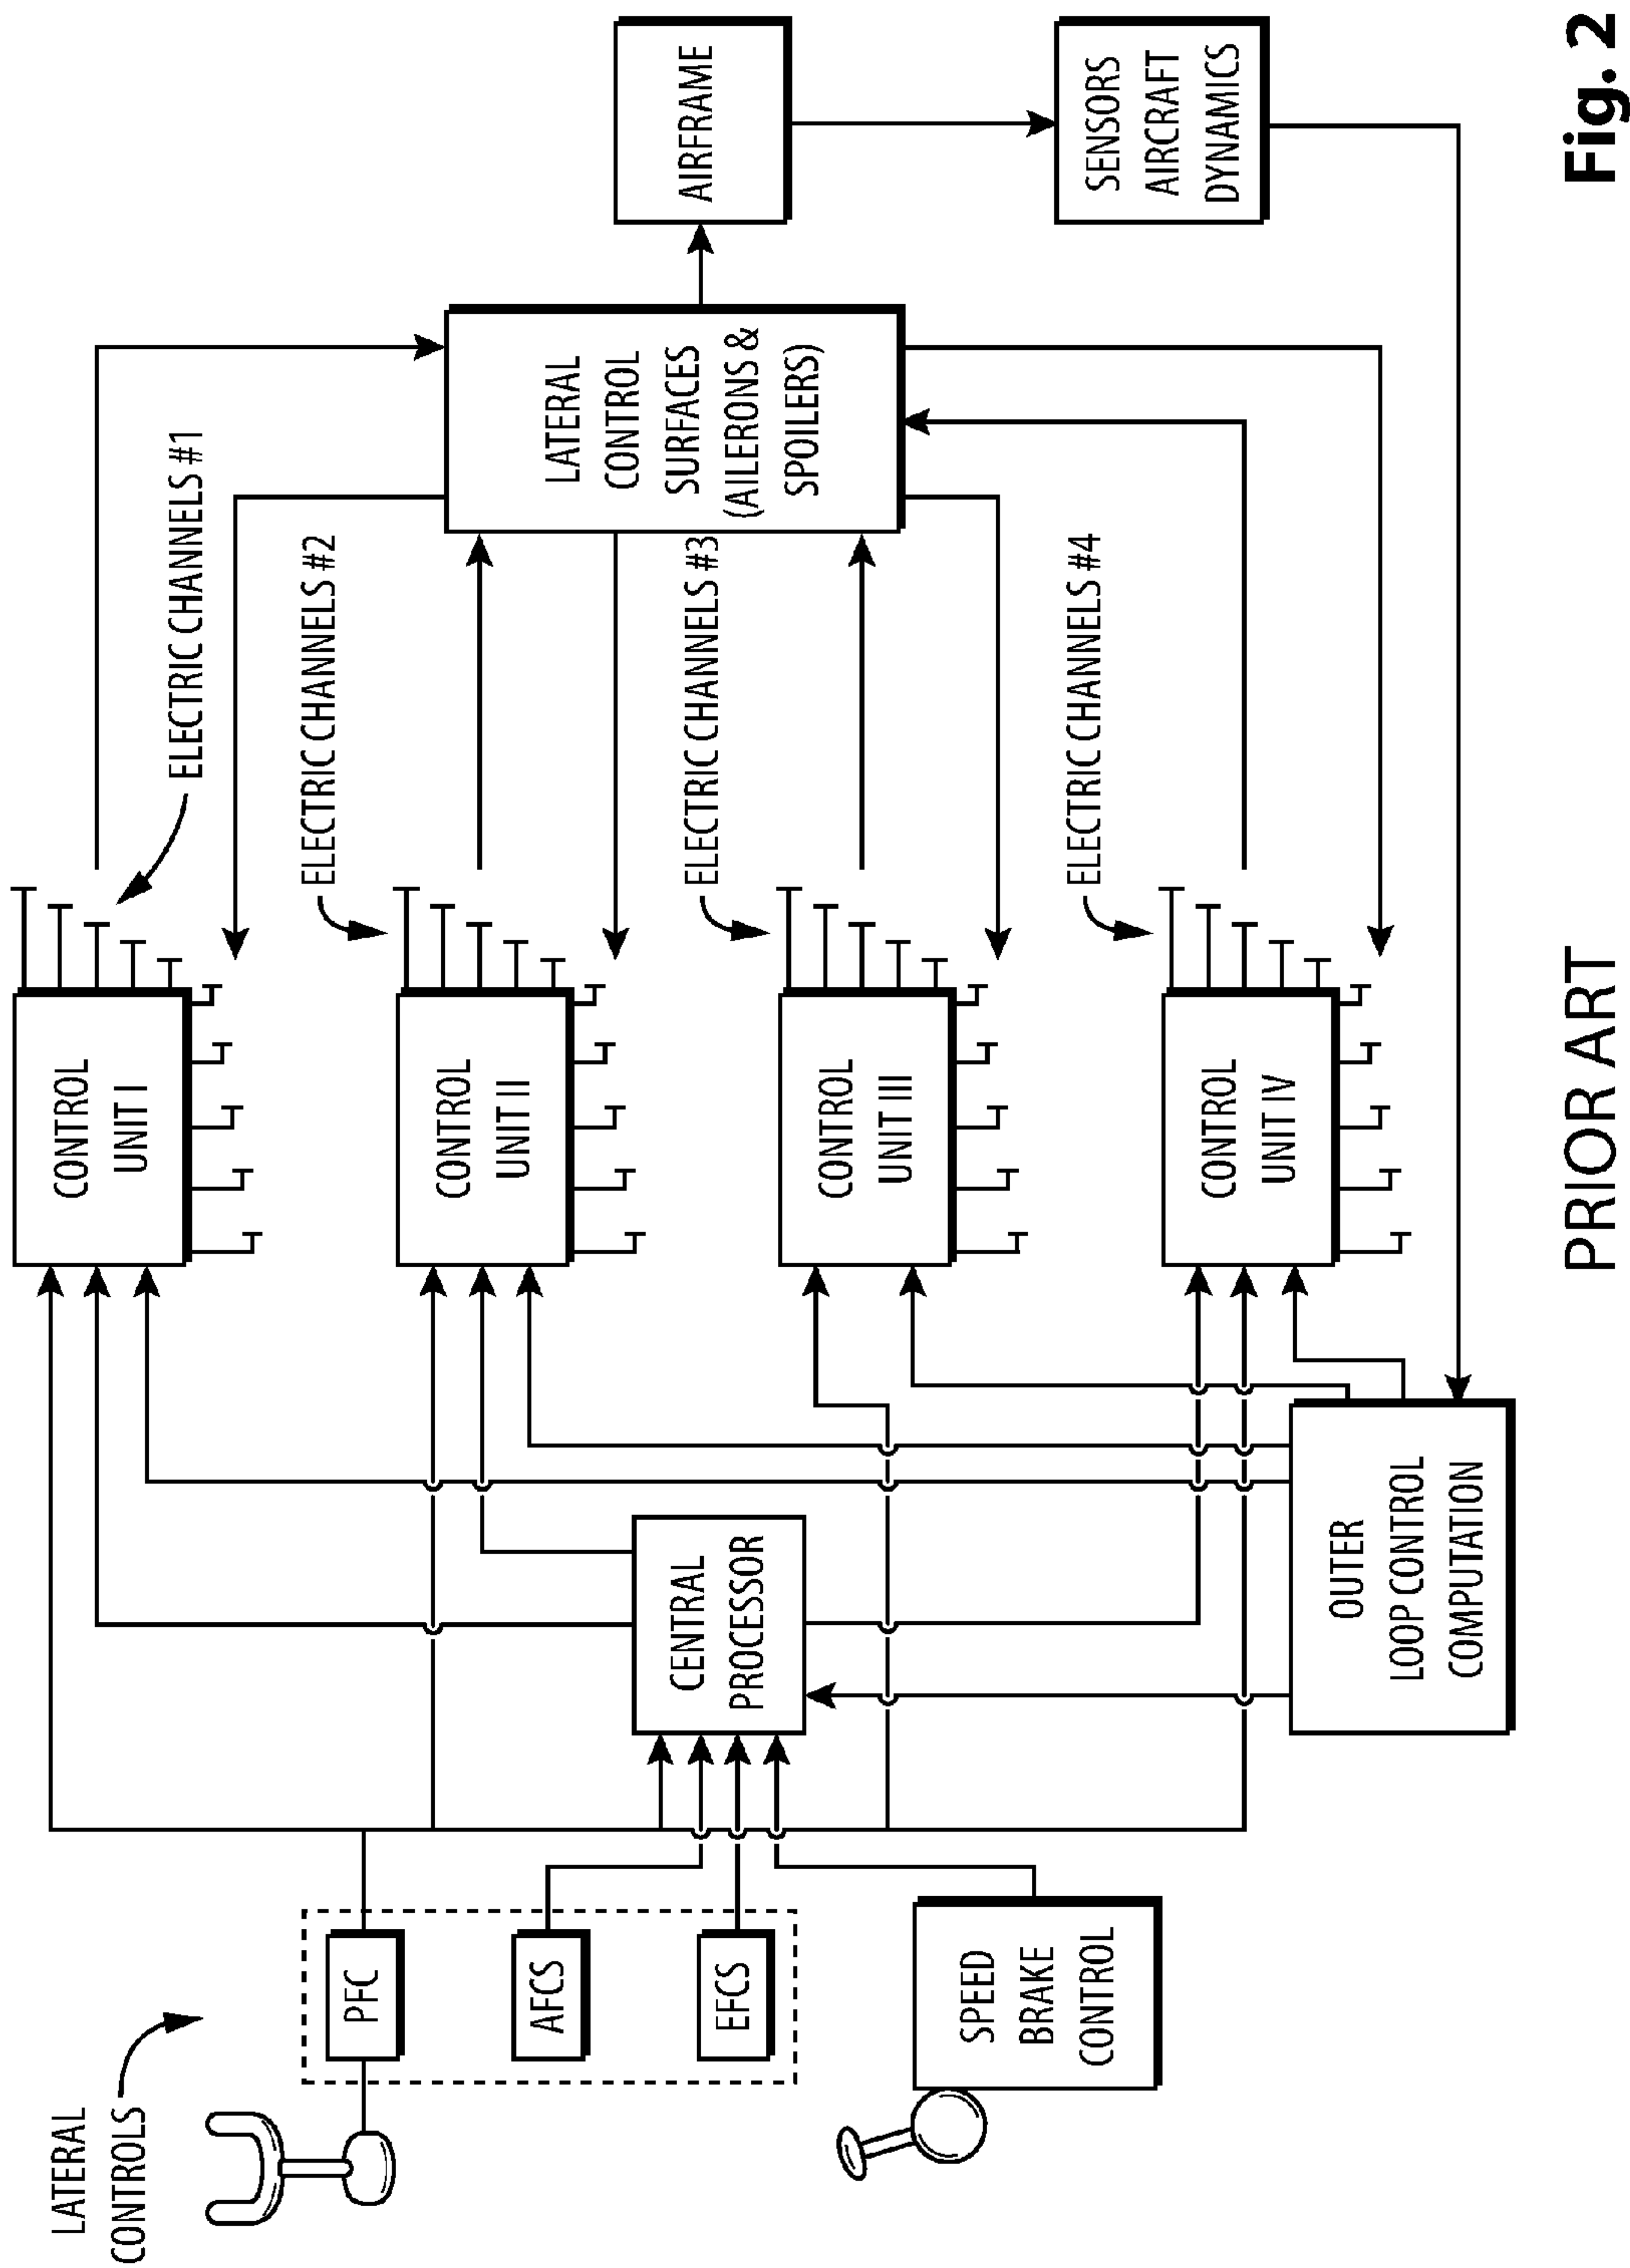 LATERAL
CONTROLS
PFC
AFCS
EFCS
SPEED
BRAKE
CONTROL
CENTRAL
PROCESSOR
OUTER
LOOP CONTROL
COMPUTATION
CONTROL
UNIT I
CONTROL
UNIT II
CONTROL
UNIT III
CONTROL
UNIT IV
ELECTRIC CHANNELS #1
ELECTRIC CHANNELS #2
ELECTRIC CHANNELS #3
ELECTRIC CHANNELS #4
LATERAL
CONTROL
SURFACES
(AILERONS &
SPOILERS)
AIRFRAME
SENSORS
AIRCRAFT
DYNAMICS
PRIOR ART
Fig. 2